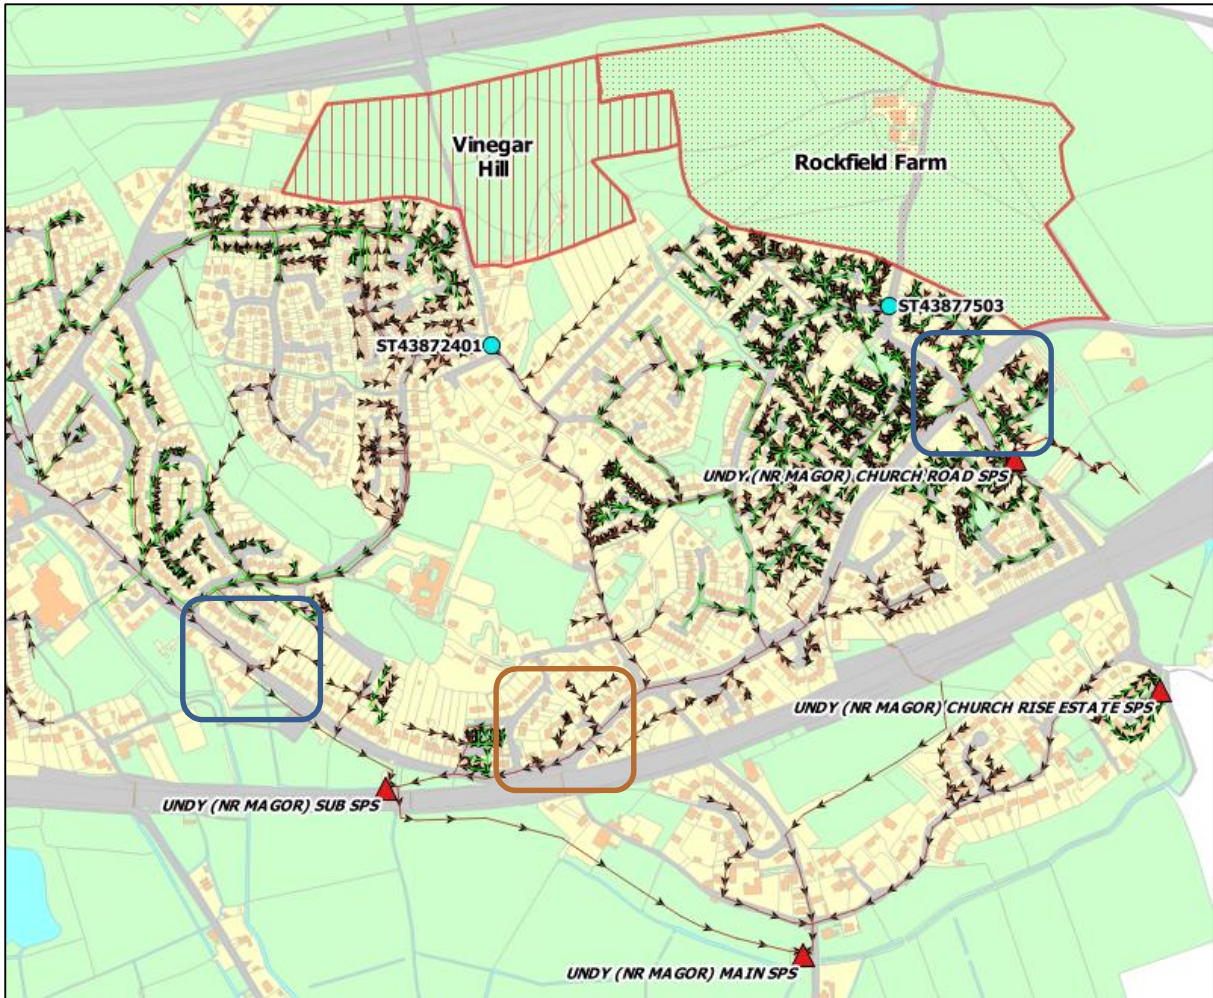 Vinegar
Hill
Rockfield Farm
ST43877503
ST43872401
UNDY (NR MAGOR) CHURCH ROAD SPS
UNDY (NR MAGOR) CHURCH RISE ESTATE SPS
UNDY (NR MAGOR) SUB SPS
UNDY (NR MAGOR) MAIN SPS